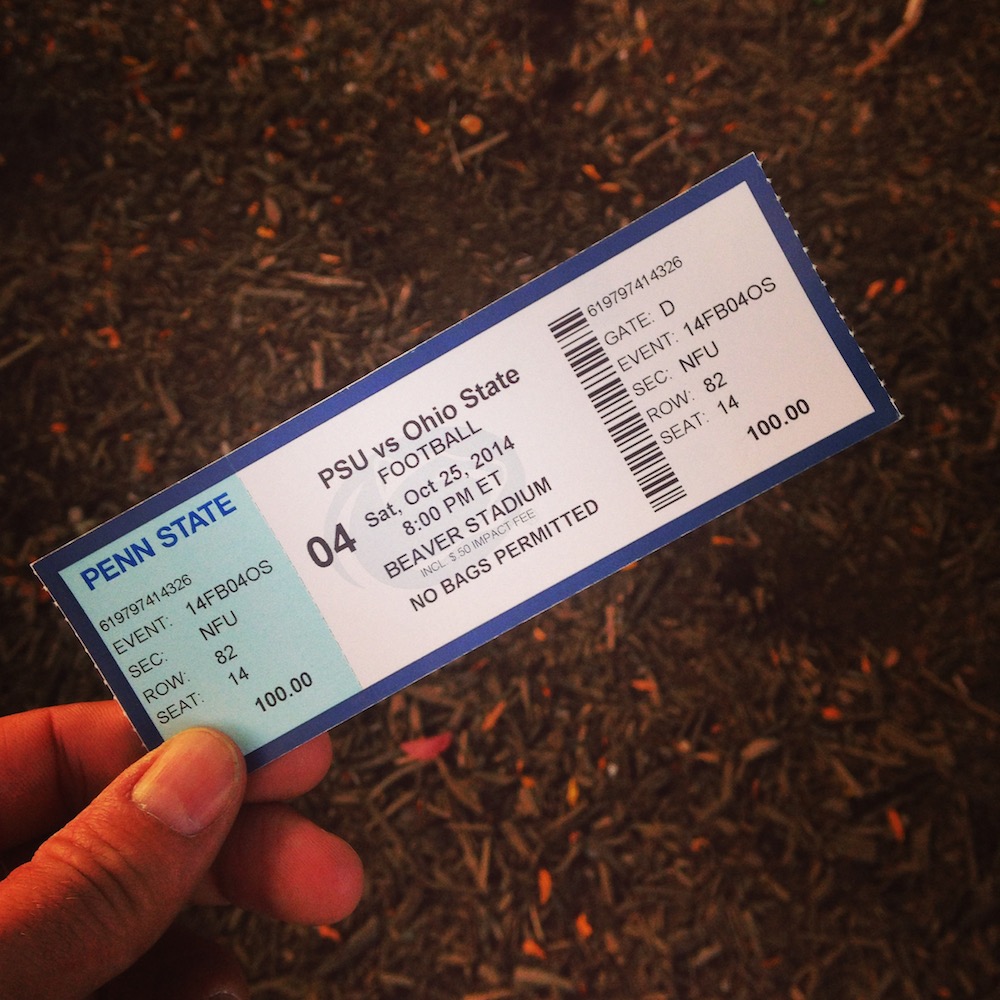 PENN STATE
619797414326
EVENT: 14FB04OS
SEC: NFU
ROW: 82
SEAT: 14
100.00
PSU vs Ohio State
FOOTBALL
04
Sat, Oct 25, 2014
8:00 PM ET
BEAVER STADIUM
INCL $.50 IMPACT FEE
NO BAGS PERMITTED
619797414326
GATE: D
EVENT: 14FB04OS
SEC: NFU
ROW: 82
SEAT: 14
100.00